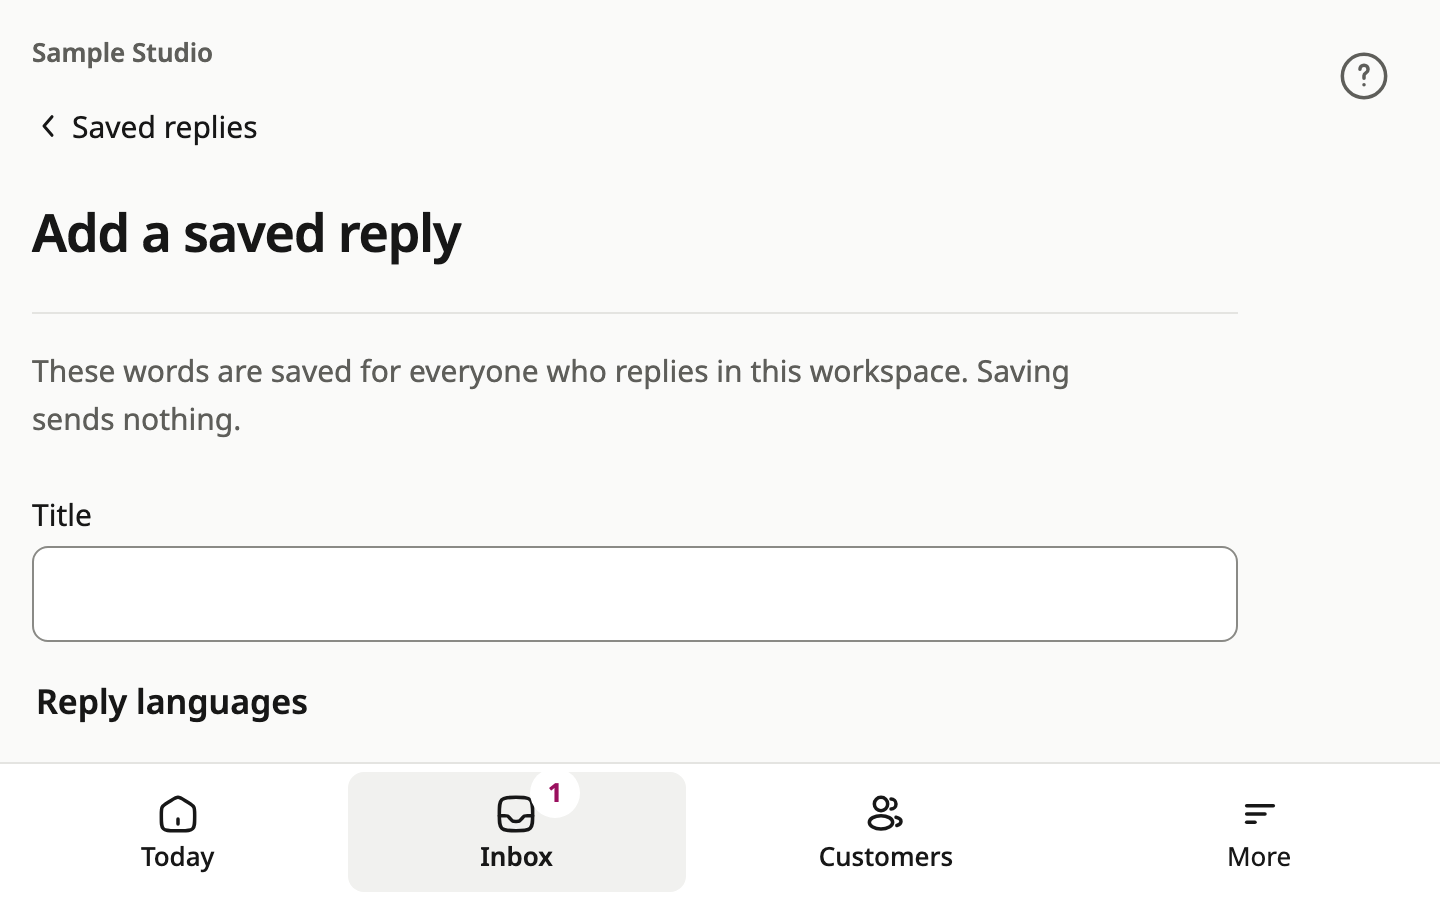 Sample Studio
?
Saved replies
Add a saved reply
These words are saved for everyone who replies in this workspace. Saving
sends nothing.
Title
Reply languages
1
Today
Inbox
Customers
More